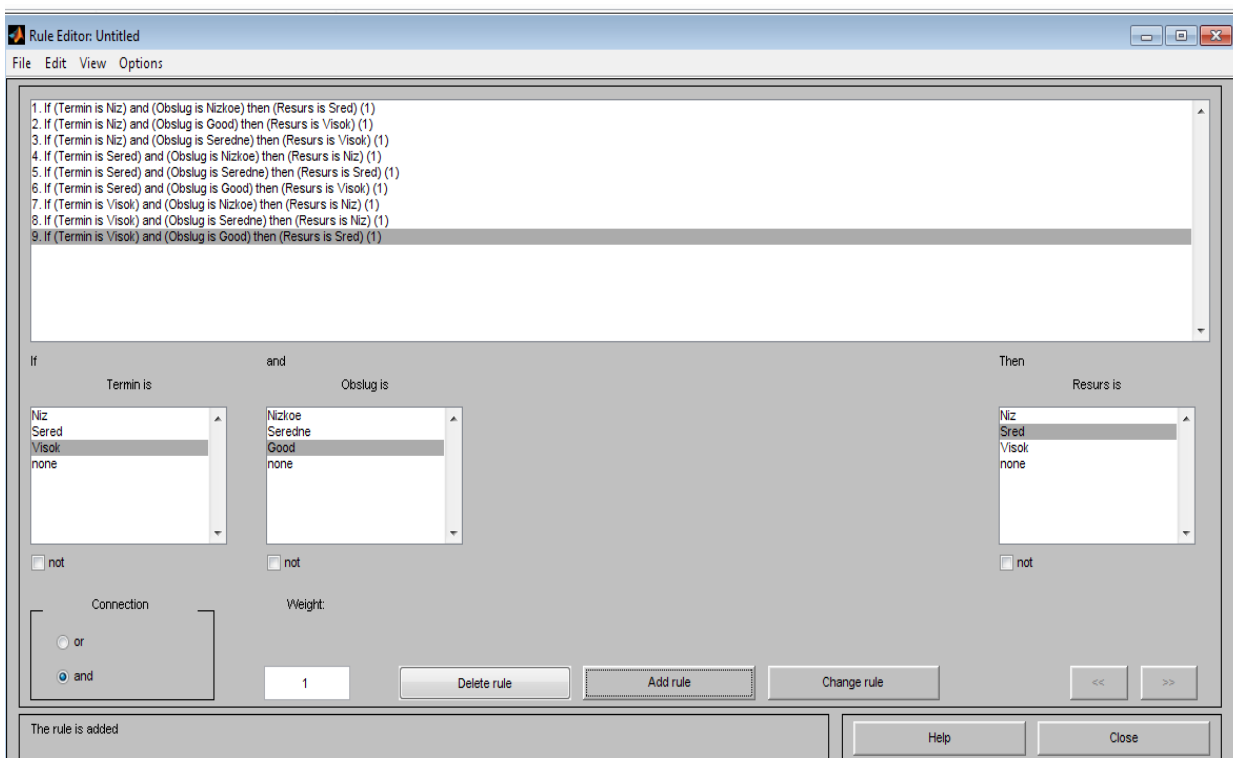 Rule Editor: Untitled
File Edit View Options
1. If (Termin is Niz) and (Obslug is Nizkoe) then (Resurs is Sred) (1)
2. If (Termin is Niz) and (Obslug is Good) then (Resurs is Visok) (1)
3. If (Termin is Niz) and (Obslug is Seredne) then (Resurs is Visok) (1)
4. If (Termin is Sered) and (Obslug is Nizkoe) then (Resurs is Niz) (1)
5. If (Termin is Sered) and (Obslug is Seredne) then (Resurs is Sred) (1)
6. If (Termin is Sered) and (Obslug is Good) then (Resurs is Visok) (1)
7. If (Termin is Visok) and (Obslug is Nizkoe) then (Resurs is Niz) (1)
8. If (Termin is Visok) and (Obslug is Seredne) then (Resurs is Niz) (1)
9. If (Termin is Visok) and (Obslug is Good) then (Resurs is Sred) (1)
If and Then
Termin is Obslug is Resurs is
Niz Nizkoe Niz
Sered Seredne Sred
Visok Good Visok
none none none
not not not
Connection Weight:
or
and 1 Delete rule Add rule Change rule << >>
The rule is added Help Close